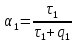 α₁ = τ₁ / (τ₁ + q₁)